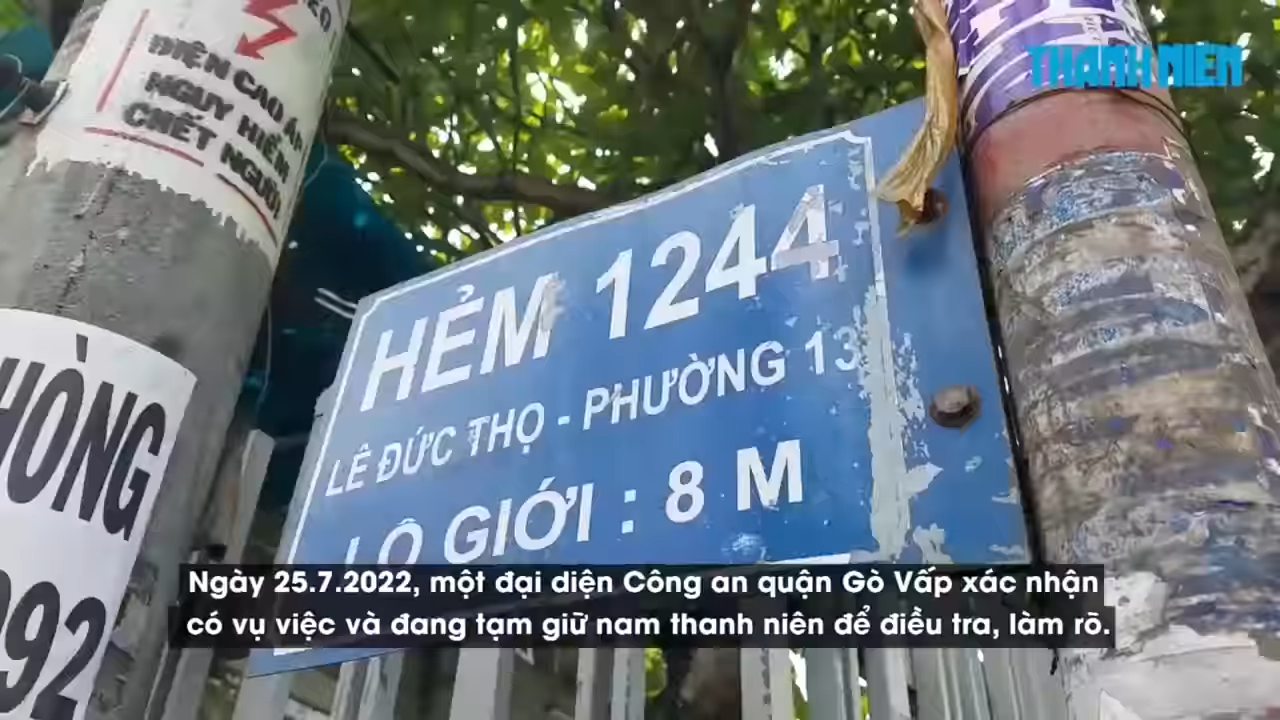 THANH NIÊN
ĐIỆN CAO ÁP
NGUY HIỂM
CHẾT NGƯỜI
HẺM 1244
LÊ ĐỨC THỌ - PHƯỜNG 13
LỘ GIỚI : 8 M
HÒNG
092
Ngày 25.7.2022, một đại diện Công an quận Gò Vấp xác nhận
có vụ việc và đang tạm giữ nam thanh niên để điều tra, làm rõ.